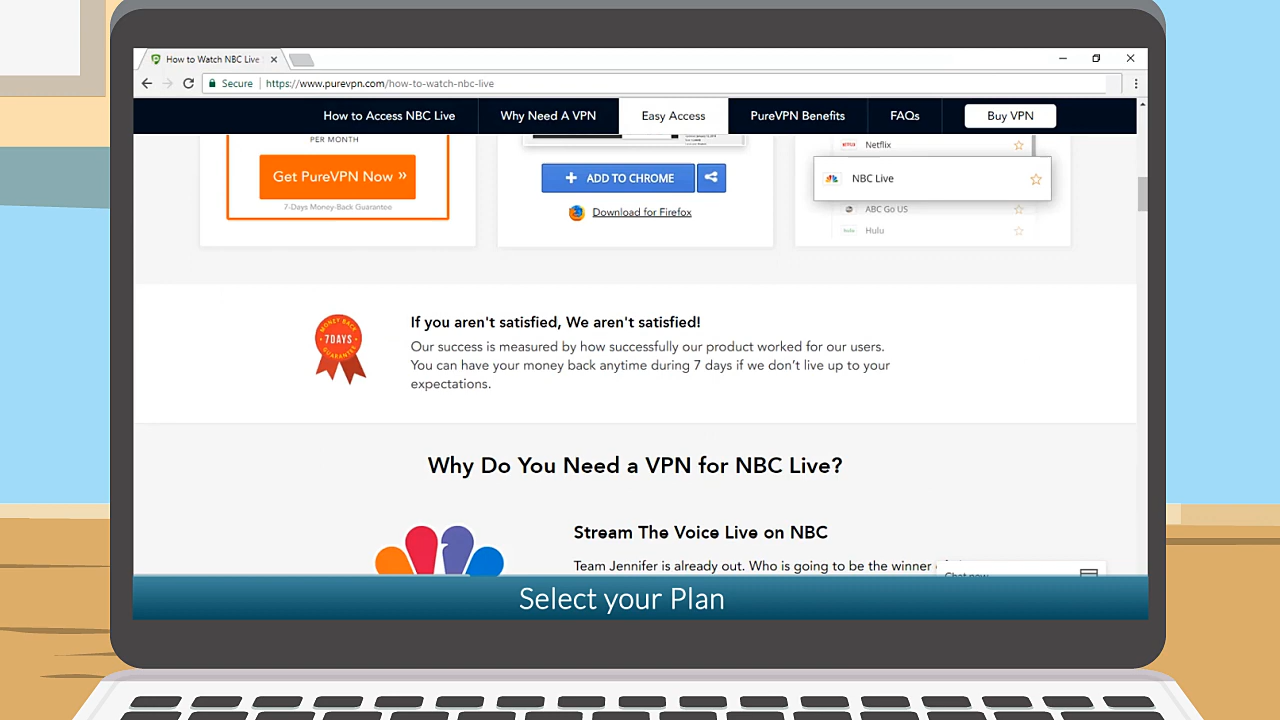 How to Watch NBC Live
Secure
https://www.purevpn.com/how-to-watch-nbc-live
How to Access NBC Live
Why Need A VPN
Easy Access
PureVPN Benefits
FAQs
Buy VPN
PER MONTH
Get PureVPN Now »
7-Days Money-Back Guarantee
ADD TO CHROME
Download for Firefox
Netflix
NBC Live
ABC Go US
Hulu
MONEY BACK
7DAYS
GUARANTEE
If you aren't satisfied, We aren't satisfied!
Our success is measured by how successfully our product worked for our users.
You can have your money back anytime during 7 days if we don’t live up to your
expectations.
Why Do You Need a VPN for NBC Live?
Stream The Voice Live on NBC
Team Jennifer is already out. Who is going to be the winner
Chat now
Select your Plan